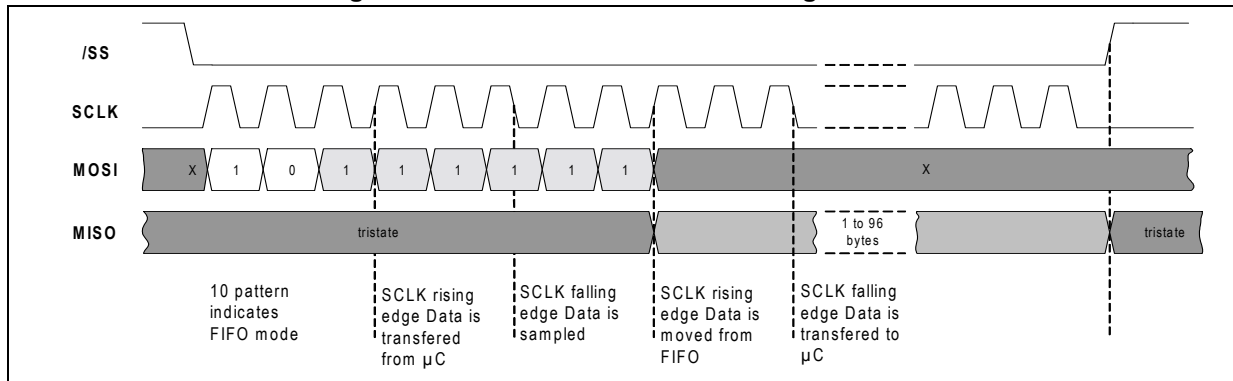 /SS
SCLK
MOSI
X
1
0
1
1
1
1
1
1
X
MISO
tristate
1 to 96
bytes
tristate
10 pattern
indicates
FIFO mode
SCLK rising
edge Data is
transfered
from µC
SCLK falling
edge Data is
sampled
SCLK rising
edge Data is
moved from
FIFO
SCLK falling
edge Data is
transfered to
µC